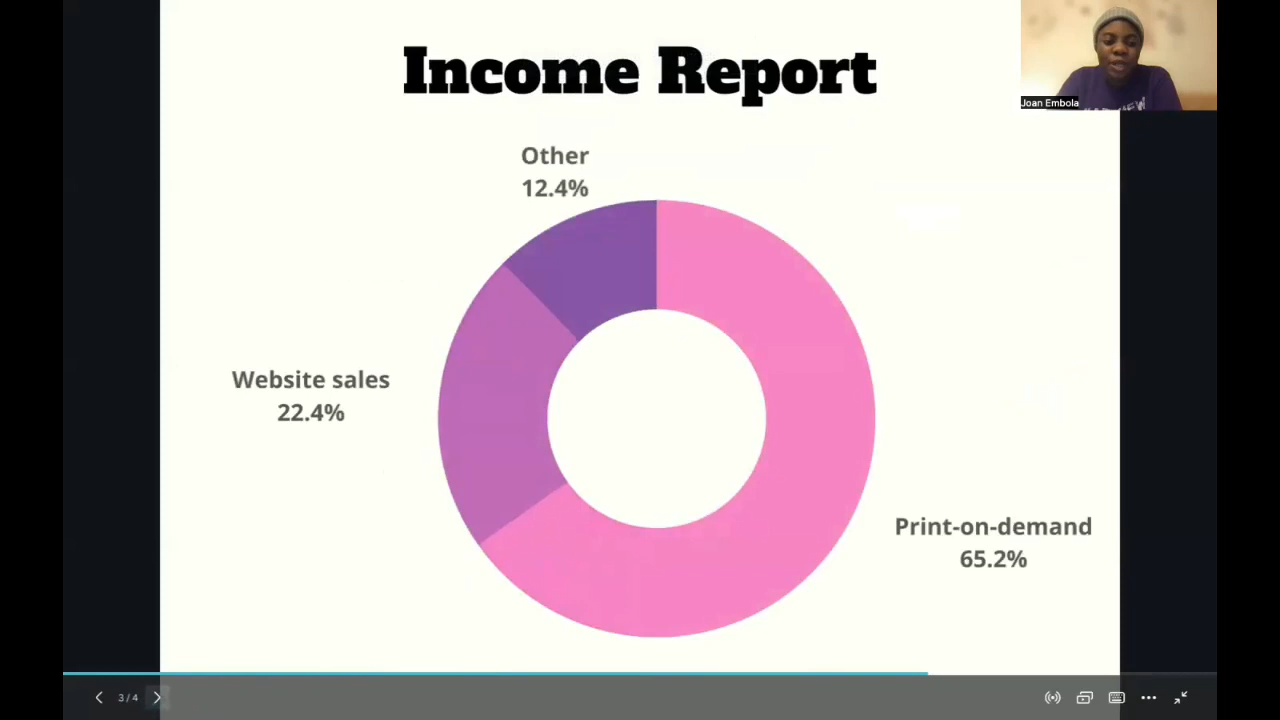 Income Report
Joan Embola
Other
12.4%
Website sales
22.4%
Print-on-demand
65.2%
3/4